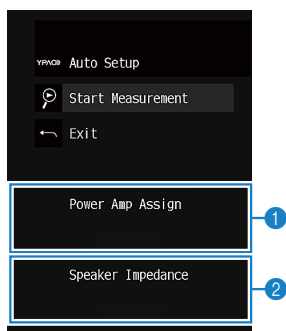 YPAO Auto Setup
Start Measurement
Exit
Power Amp Assign
1
Speaker Impedance
2